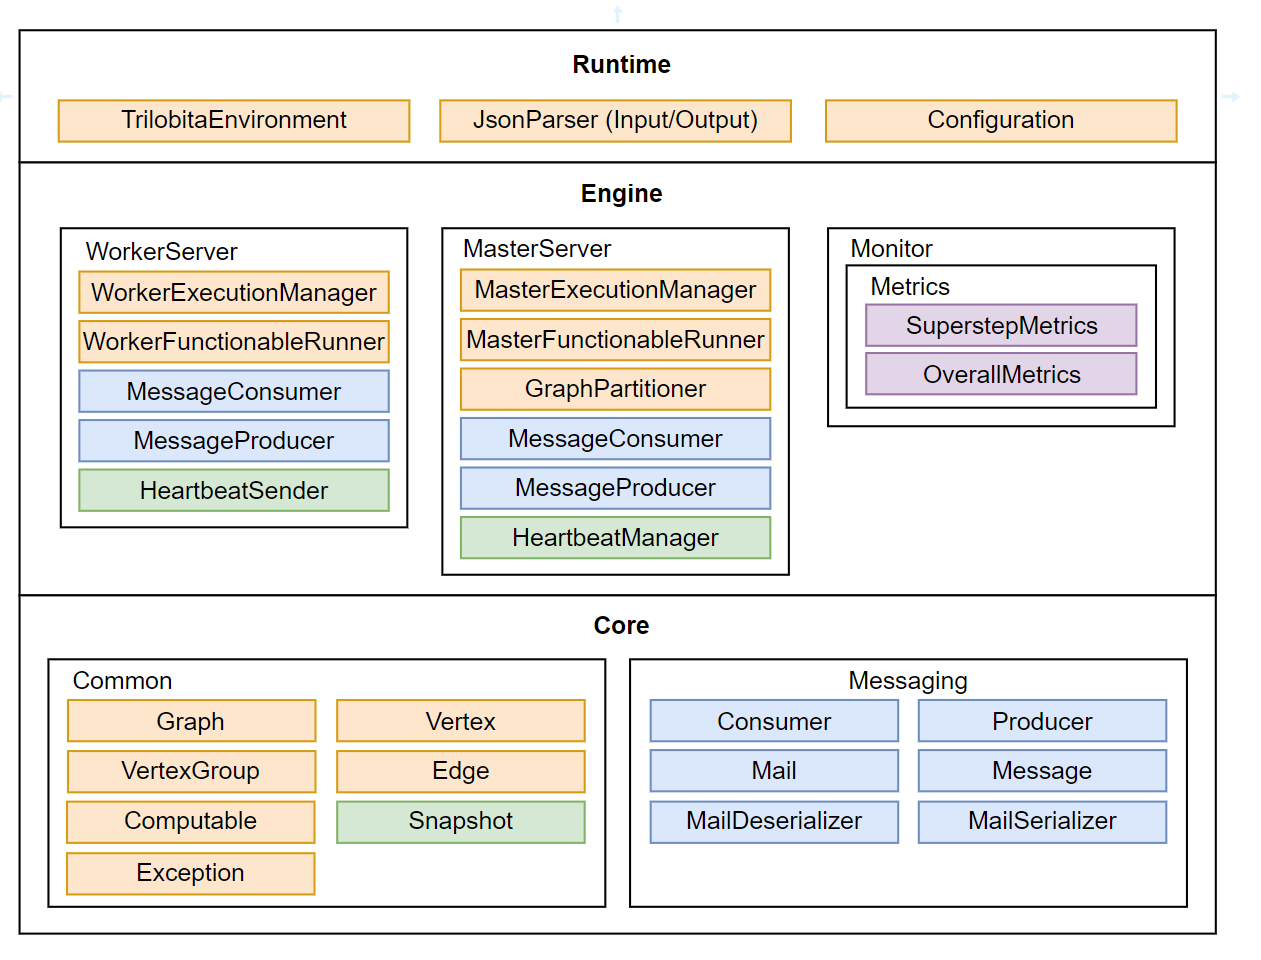 Runtime
TrilobitaEnvironment
JsonParser (Input/Output)
Configuration
Engine
WorkerServer
WorkerExecutionManager
WorkerFunctionableRunner
MessageConsumer
MessageProducer
HeartbeatSender
MasterServer
MasterExecutionManager
MasterFunctionableRunner
GraphPartitioner
MessageConsumer
MessageProducer
HeartbeatManager
Monitor
Metrics
SuperstepMetrics
OverallMetrics
Core
Common
Graph
Vertex
VertexGroup
Edge
Computable
Snapshot
Exception
Messaging
Consumer
Producer
Mail
Message
MailDeserializer
MailSerializer